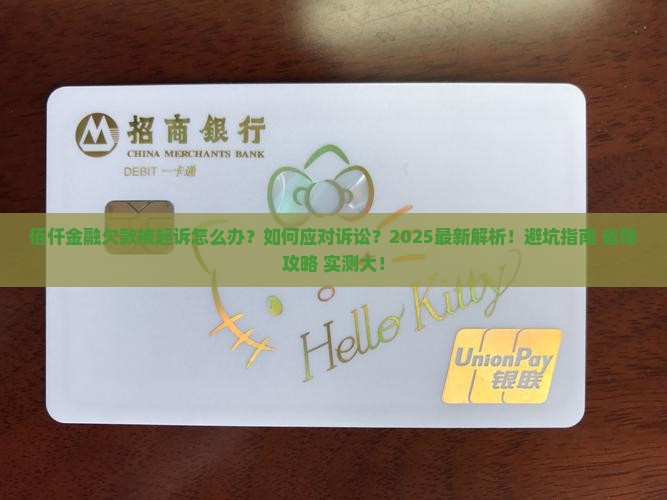 招商銀行
CHINA MERCHANTS BANK
DEBIT 一卡通
佰仟金融欠款被起诉怎么办？如何应对诉讼？2025最新解析！避坑指南 省钱
攻略 实测大！
Hello Kitty
UnionPay
银联